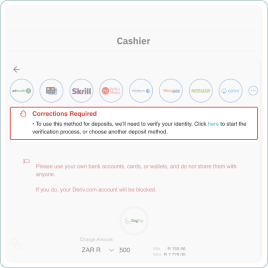 Cashier
Skrill
Corrections Required
• To use this method for deposits, we'll need to verify your identity. Click here to start the
verification process, or choose another deposit method.
Please use your own bank accounts, cards, or wallets, and do not share them with
anyone.
If you do, your Deriv.com account will be blocked.
Change Amount:
ZAR R 500